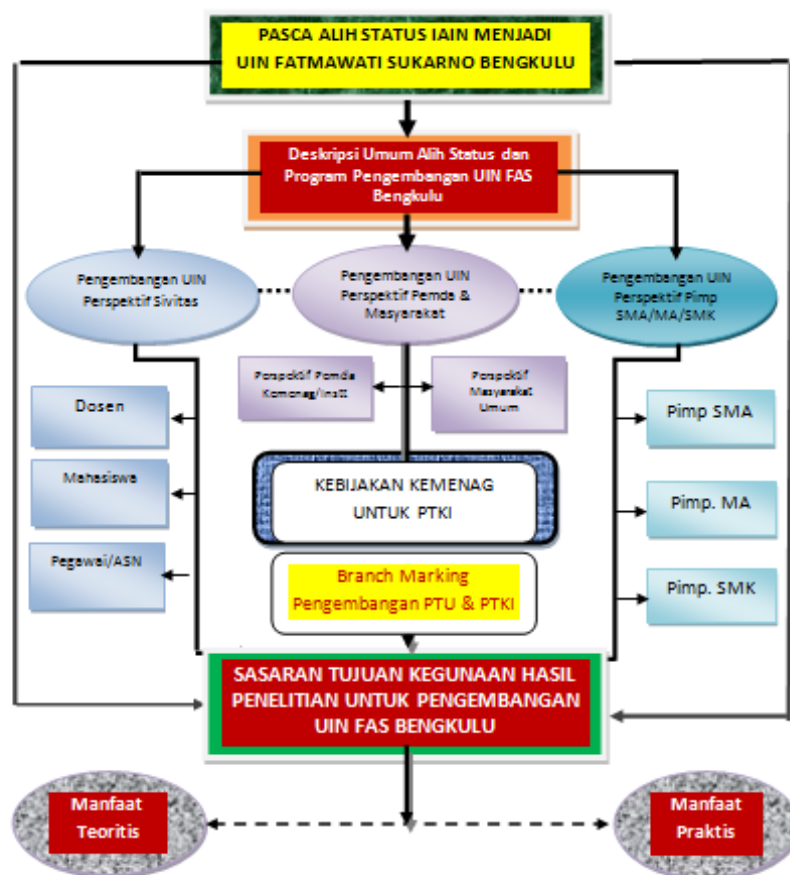 PASCA ALIH STATUS IAIN MENJADI
UIN FATMAWATI SUKARNO BENGKULU
Deskripsi Umum Alih Status dan
Program Pengembangan UIN FAS
Bengkulu
Pengembangan UIN
Perspektif Sivitas
Pengembangan UIN
Perspektif Pemda &
Masyarakat
Pengembangan UIN
Perspektif Pimp
SMA/MA/SMK
Perspektif Pemda
Kemenag/Instt
Perspektif
Masyarakat
Umum
Dosen
Mahasiswa
Pegawai/ASN
Pimp SMA
Pimp. MA
Pimp. SMK
KEBIJAKAN KEMENAG
UNTUK PTKI
Branch Marking
Pengembangan PTU & PTKI
SASARAN TUJUAN KEGUNAAN HASIL
PENELITIAN UNTUK PENGEMBANGAN
UIN FAS BENGKULU
Manfaat
Teoritis
Manfaat
Praktis